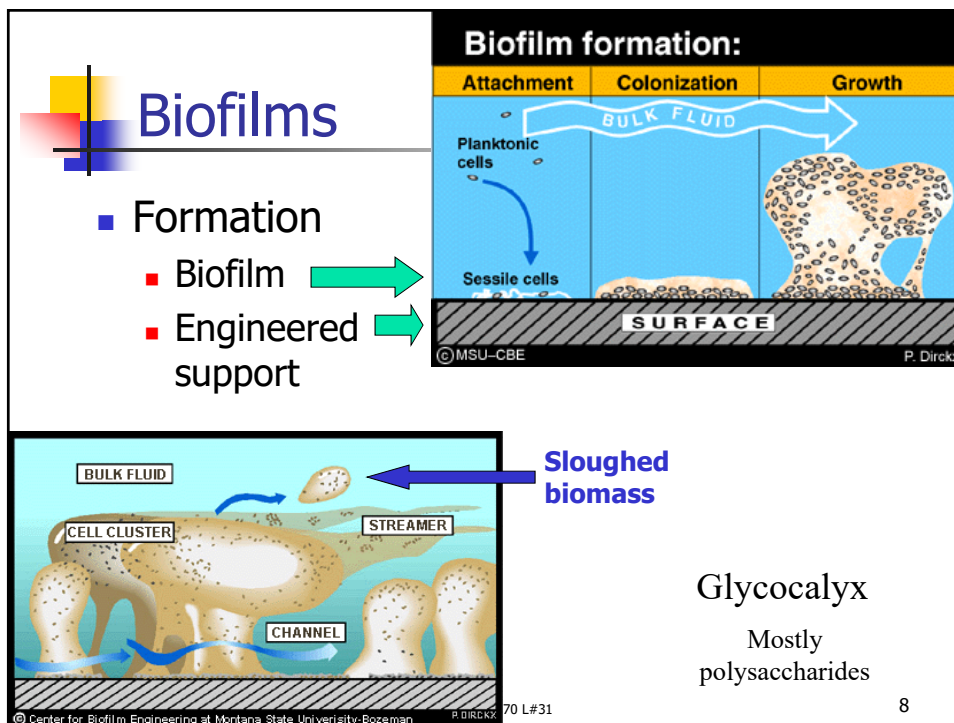 Biofilms
Formation
Biofilm
Engineered
support
Biofilm formation:
Attachment
Colonization
Growth
BULK FLUID
Planktonic
cells
Sessile cells
SURFACE
© MSU–CBE
P. Dirckx
BULK FLUID
CELL CLUSTER
STREAMER
CHANNEL
© Center for Biofilm Engineering at Montana State Univerisity-Bozeman
P. DIRCKX
Sloughed
biomass
Glycocalyx
Mostly
polysaccharides
70 L#31
8